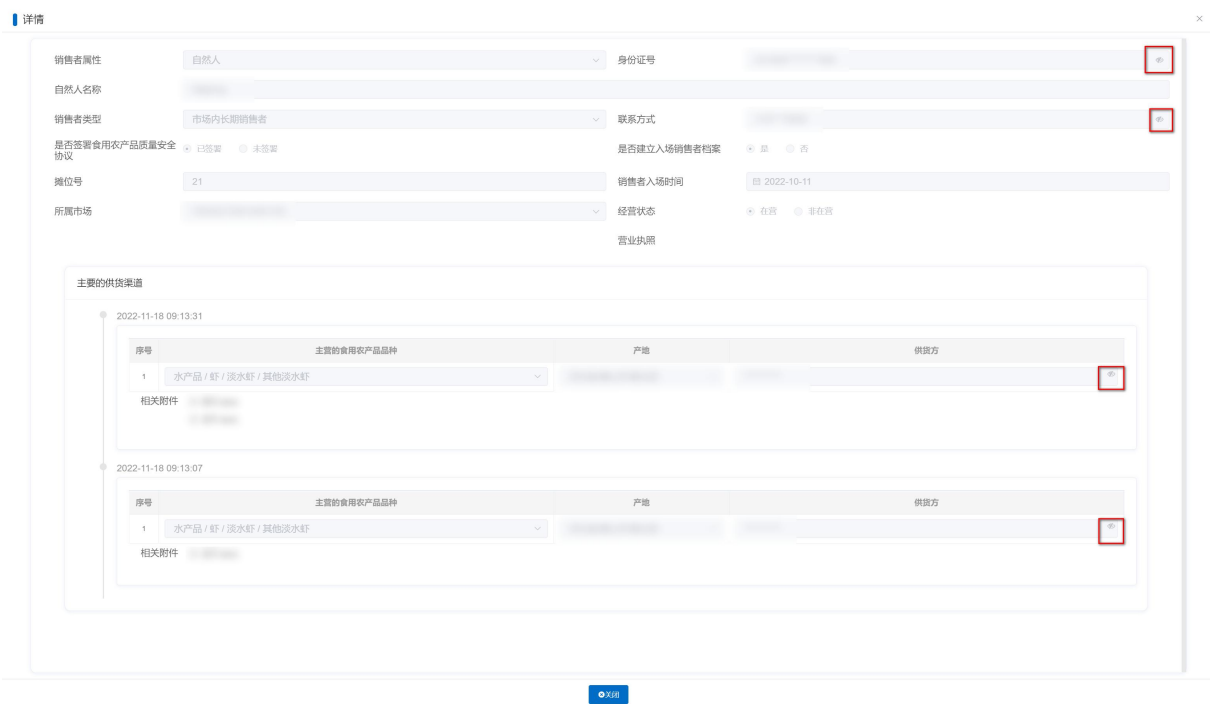 详情
销售者属性 自然人 身份证号
自然人名称
销售者类型 市场内长期销售者 联系方式
是否签署食用农产品质量安全协议 已签署 未签署 是否建立入场销售者档案 是 否
摊位号 21 销售者入场时间 2022-10-11
所属市场 经营状态 在营 非在营
营业执照
主要的供货渠道
2022-11-18 09:13:31
序号 主营的食用农产品品种 产地 供货方
1 水产品 / 虾 / 淡水虾 / 其他淡水虾
相关附件
2022-11-18 09:13:07
序号 主营的食用农产品品种 产地 供货方
1 水产品 / 虾 / 淡水虾 / 其他淡水虾
相关附件
关闭